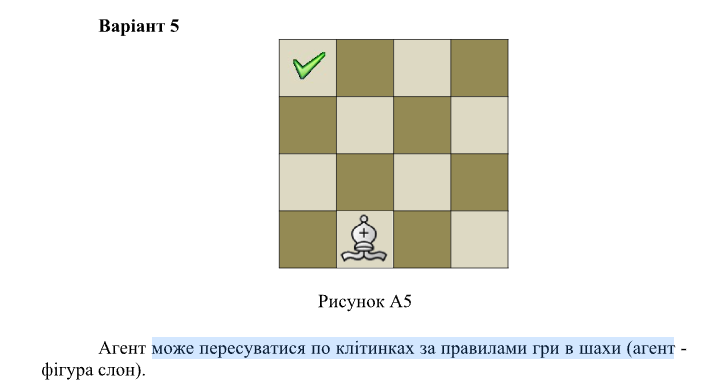 Варіант 5
Рисунок А5
Агент може пересуватися по клітинках за правилами гри в шахи (агент -
фігура слон).